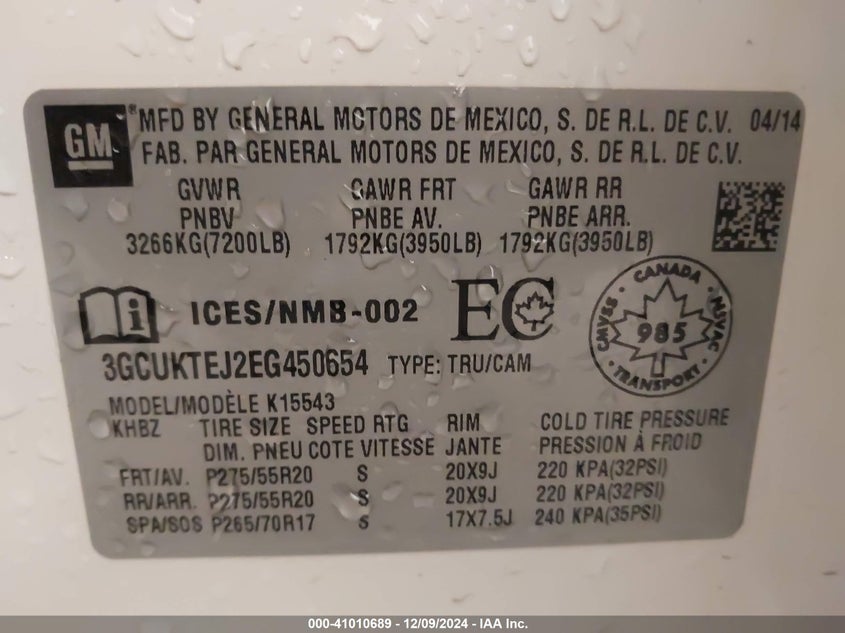 GM ® MFD BY GENERAL MOTORS DE MEXICO, S. DE R.L. DE C.V. 04/14
FAB. PAR GENERAL MOTORS DE MEXICO, S. DE R.L. DE C.V.
GVWR GAWR FRT GAWR RR
PNBV PNBE AV. PNBE ARR.
3266KG(7200LB) 1792KG(3950LB) 1792KG(3950LB)
i ICES/NMB-002 EC
CANADA
CMVSS 985 NSVAC
TRANSPORT
3GCUKTEJ2EG450654 TYPE: TRU/CAM
MODEL/MODÈLE K15543
KHBZ TIRE SIZE SPEED RTG RIM COLD TIRE PRESSURE
DIM. PNEU COTE VITESSE JANTE PRESSION À FROID
FRT/AV. P275/55R20 S 20X9J 220 KPA(32PSI)
RR/ARR. P275/55R20 S 20X9J 220 KPA(32PSI)
SPA/SOS P265/70R17 S 17X7.5J 240 KPA(35PSI)
000-41010689 - 12/09/2024 - IAA Inc.